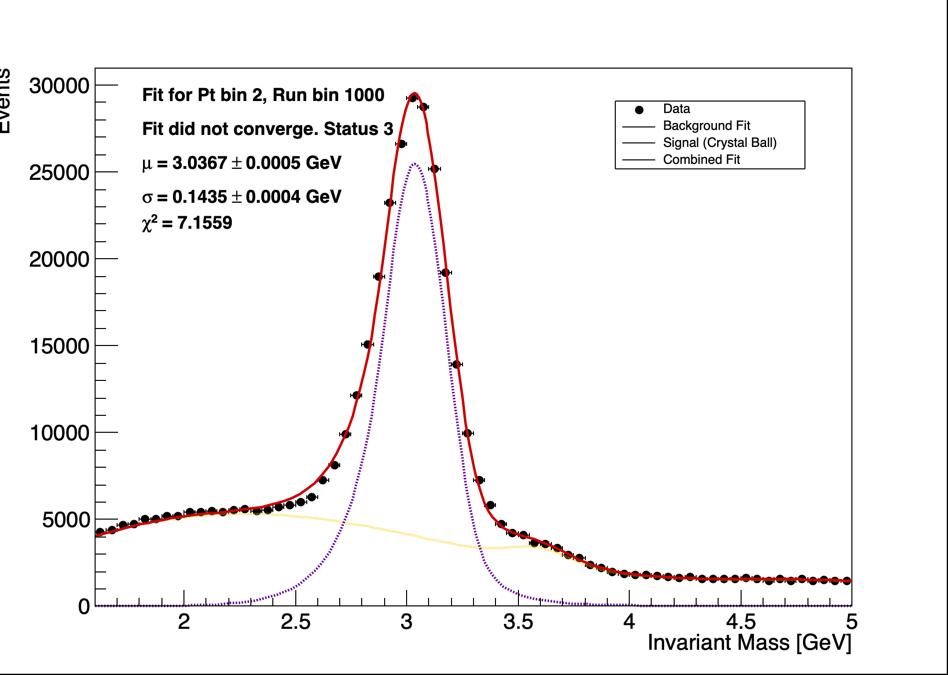 Events
30000
25000
20000
15000
10000
5000
0
Fit for Pt bin 2, Run bin 1000
Fit did not converge. Status 3
μ = 3.0367 ± 0.0005 GeV
σ = 0.1435 ± 0.0004 GeV
χ² = 7.1559
Data
Background Fit
Signal (Crystal Ball)
Combined Fit
2 2.5 3 3.5 4 4.5 5
Invariant Mass [GeV]